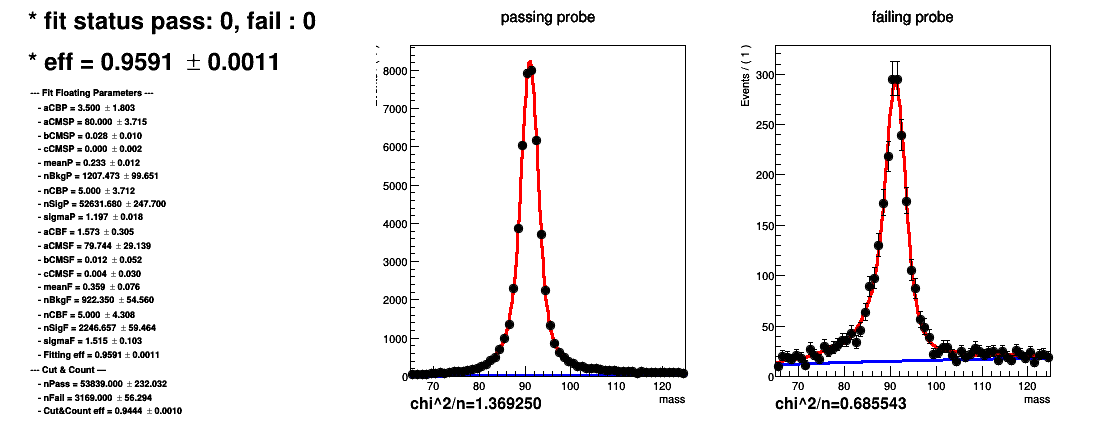 * fit status pass: 0, fail : 0
* eff = 0.9591 ± 0.0011
--- Fit Floating Parameters ---
- aCBP = 3.500 ± 1.803
- aCMSP = 80.000 ± 3.715
- bCMSP = 0.028 ± 0.010
- cCMSP = 0.000 ± 0.002
- meanP = 0.233 ± 0.012
- nBkgP = 1207.473 ± 99.651
- nCBP = 5.000 ± 3.712
- nSigP = 52631.680 ± 247.700
- sigmaP = 1.197 ± 0.018
- aCBF = 1.573 ± 0.305
- aCMSF = 79.744 ± 29.139
- bCMSF = 0.012 ± 0.052
- cCMSF = 0.004 ± 0.030
- meanF = 0.359 ± 0.076
- nBkgF = 922.350 ± 54.560
- nCBF = 5.000 ± 4.308
- nSigF = 2246.657 ± 59.464
- sigmaF = 1.515 ± 0.103
- Fitting eff = 0.9591 ± 0.0011
--- Cut & Count ---
- nPass = 53839.000 ± 232.032
- nFail = 3169.000 ± 56.294
- Cut&Count eff = 0.9444 ± 0.0010
passing probe
8000
7000
6000
5000
4000
3000
2000
1000
0
70 80 90 100 110 120
mass
chi^2/n=1.369250
failing probe
Events / ( 1 )
300
250
200
150
100
50
0
70 80 90 100 110 120
mass
chi^2/n=0.685543